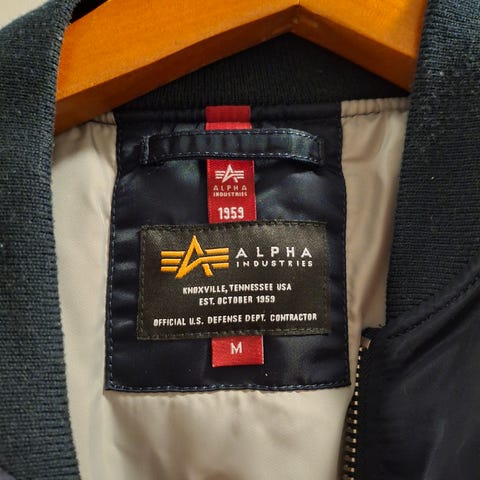 ALPHA
INDUSTRIES
1959
ALPHA
INDUSTRIES
KNOXVILLE, TENNESSEE USA
EST. OCTOBER 1959
OFFICIAL U.S. DEFENSE DEPT. CONTRACTOR
M